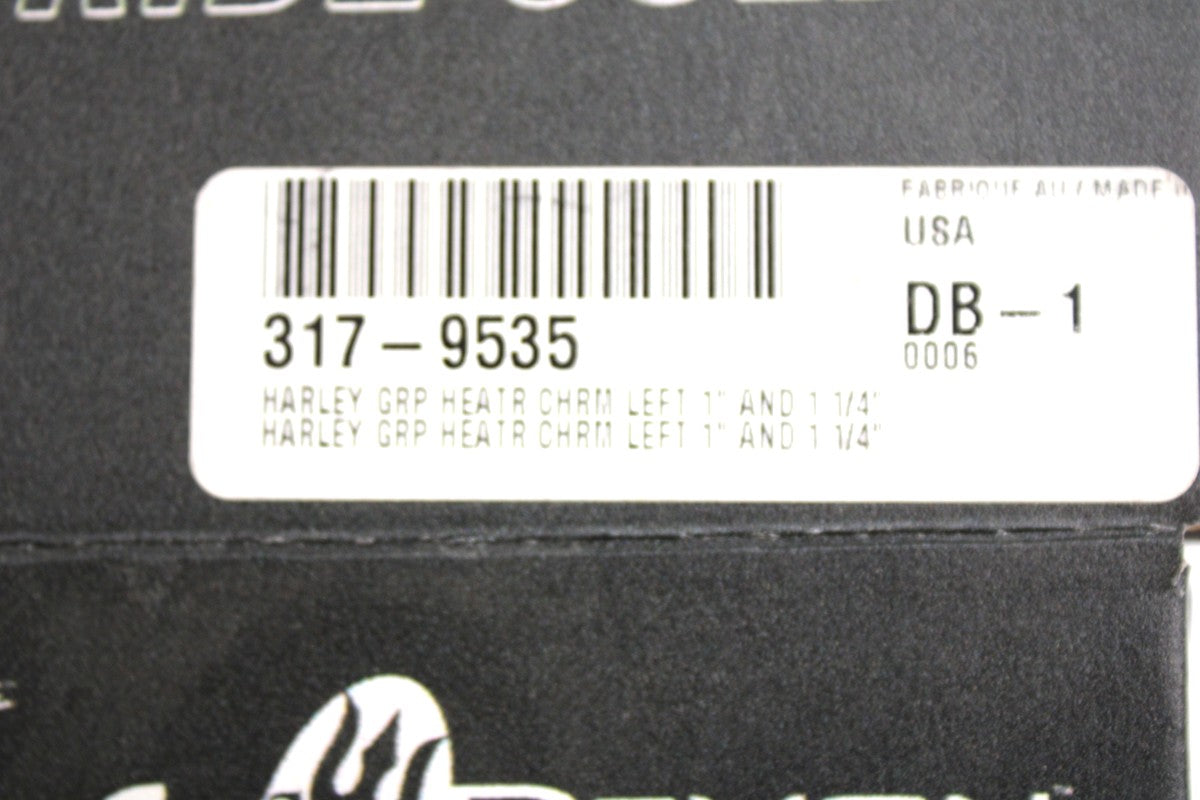 FABRIQUE AU / MADE
USA
317-9535
DB-1
0006
HARLEY GRP HEATR CHRM LEFT 1" AND 1 1/4"
HARLEY GRP HEATR CHRM LEFT 1" AND 1 1/4"